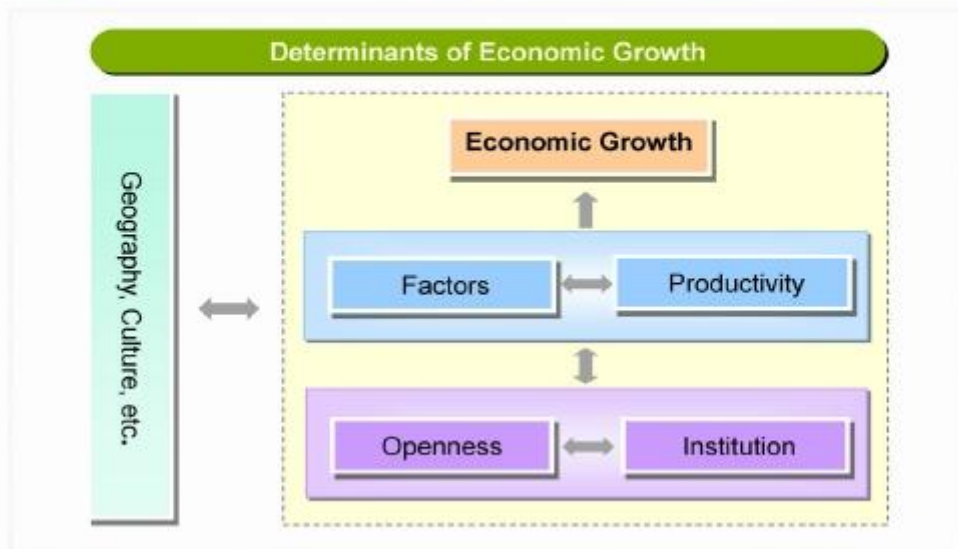 Determinants of Economic Growth
Geography, Culture, etc.
Economic Growth
Factors
Productivity
Openness
Institution